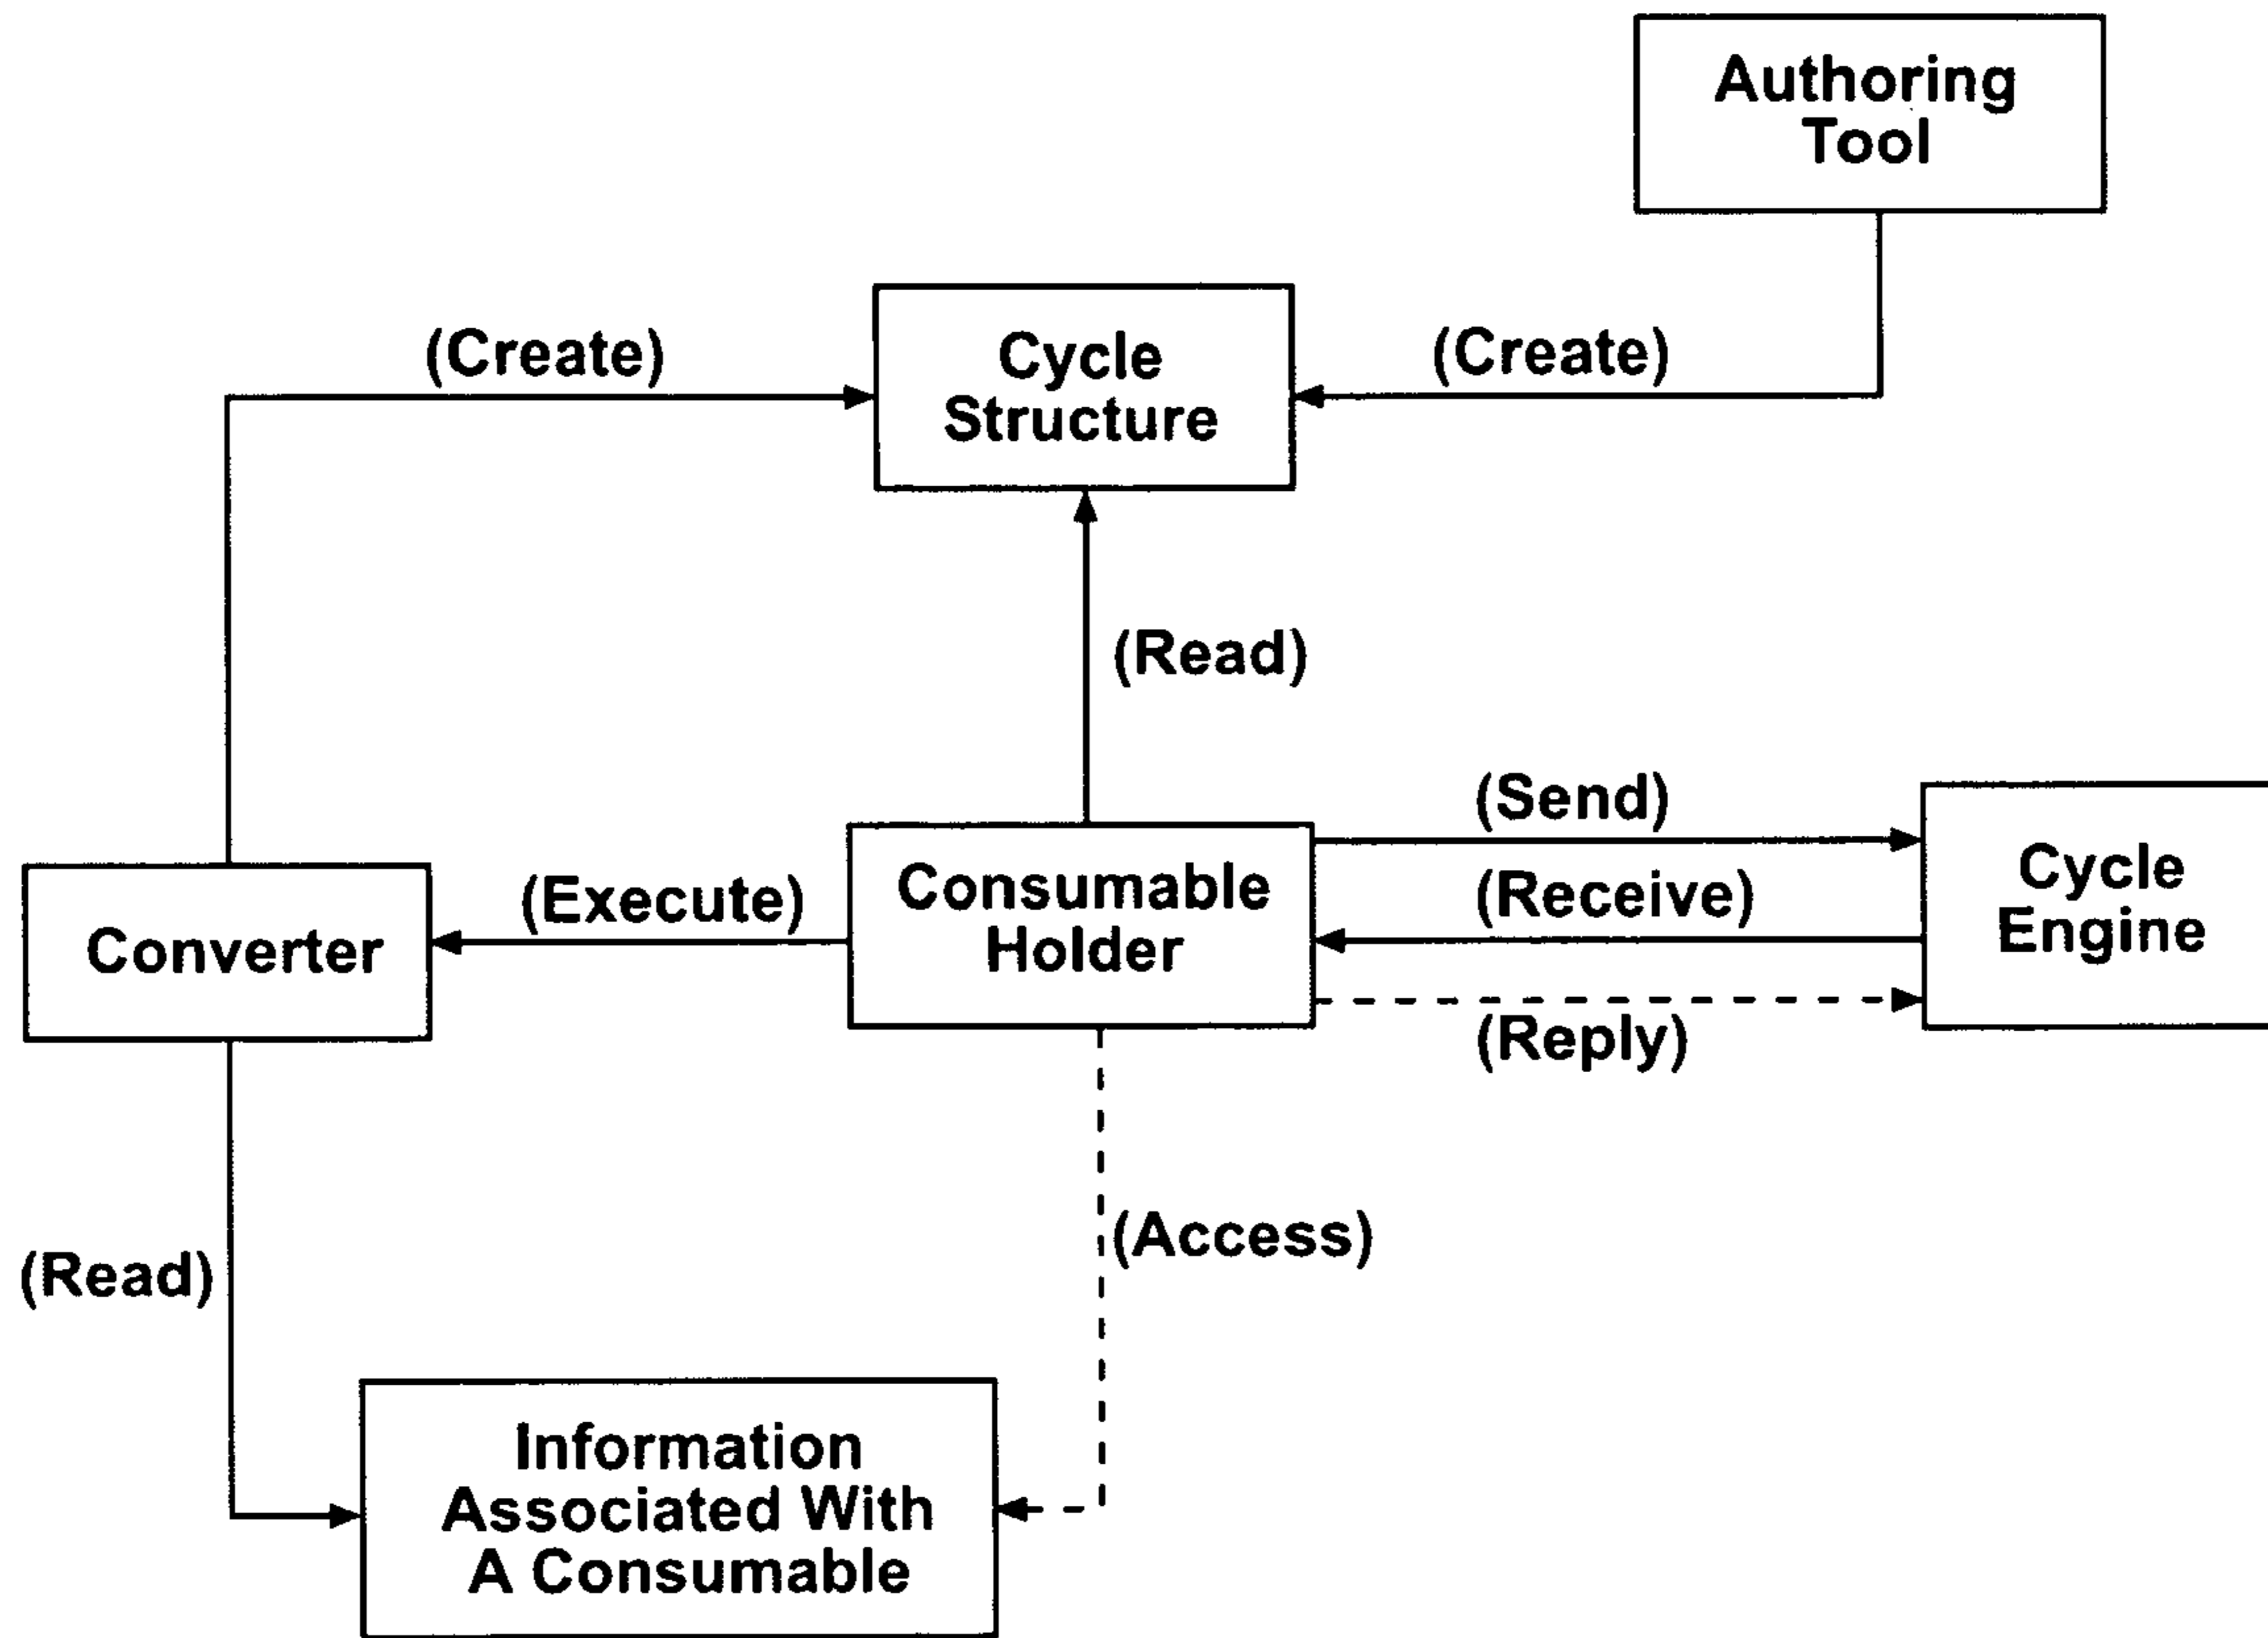 Authoring
Tool
(Create)
Cycle
Structure
(Create)
(Read)
(Send)
(Receive)
(Reply)
Cycle
Engine
Consumable
Holder
(Execute)
Converter
(Access)
(Read)
Information
Associated With
A Consumable